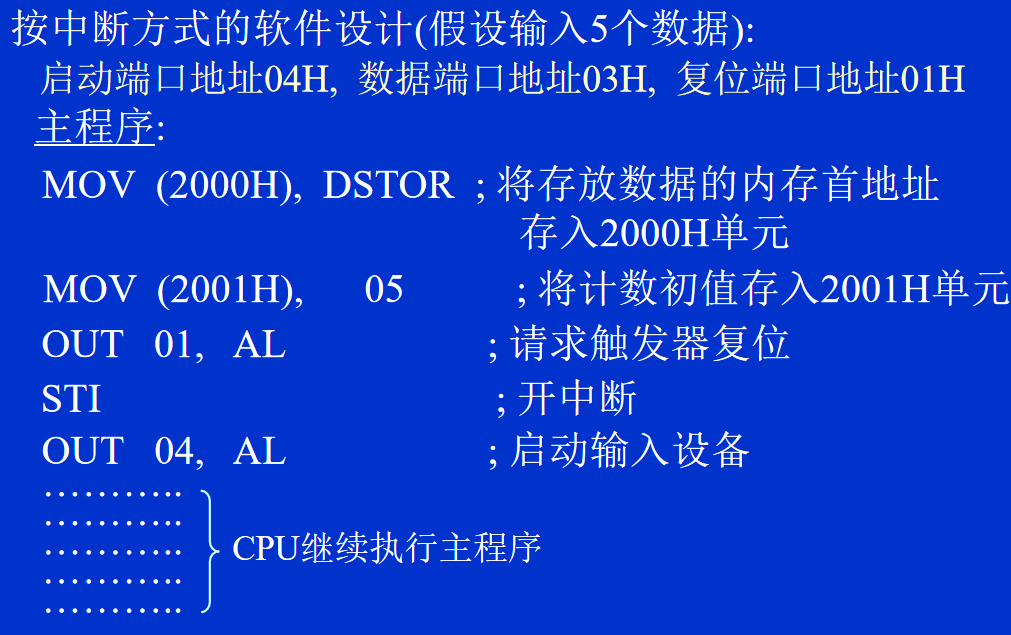 按中断方式的软件设计(假设输入5个数据):
启动端口地址04H, 数据端口地址03H, 复位端口地址01H
主程序:
MOV (2000H), DSTOR ; 将存放数据的内存首地址
存入2000H单元
MOV (2001H), 05 ; 将计数初值存入2001H单元
OUT 01, AL ; 请求触发器复位
STI ; 开中断
OUT 04, AL ; 启动输入设备
…………
…………
………… CPU继续执行主程序
…………
…………